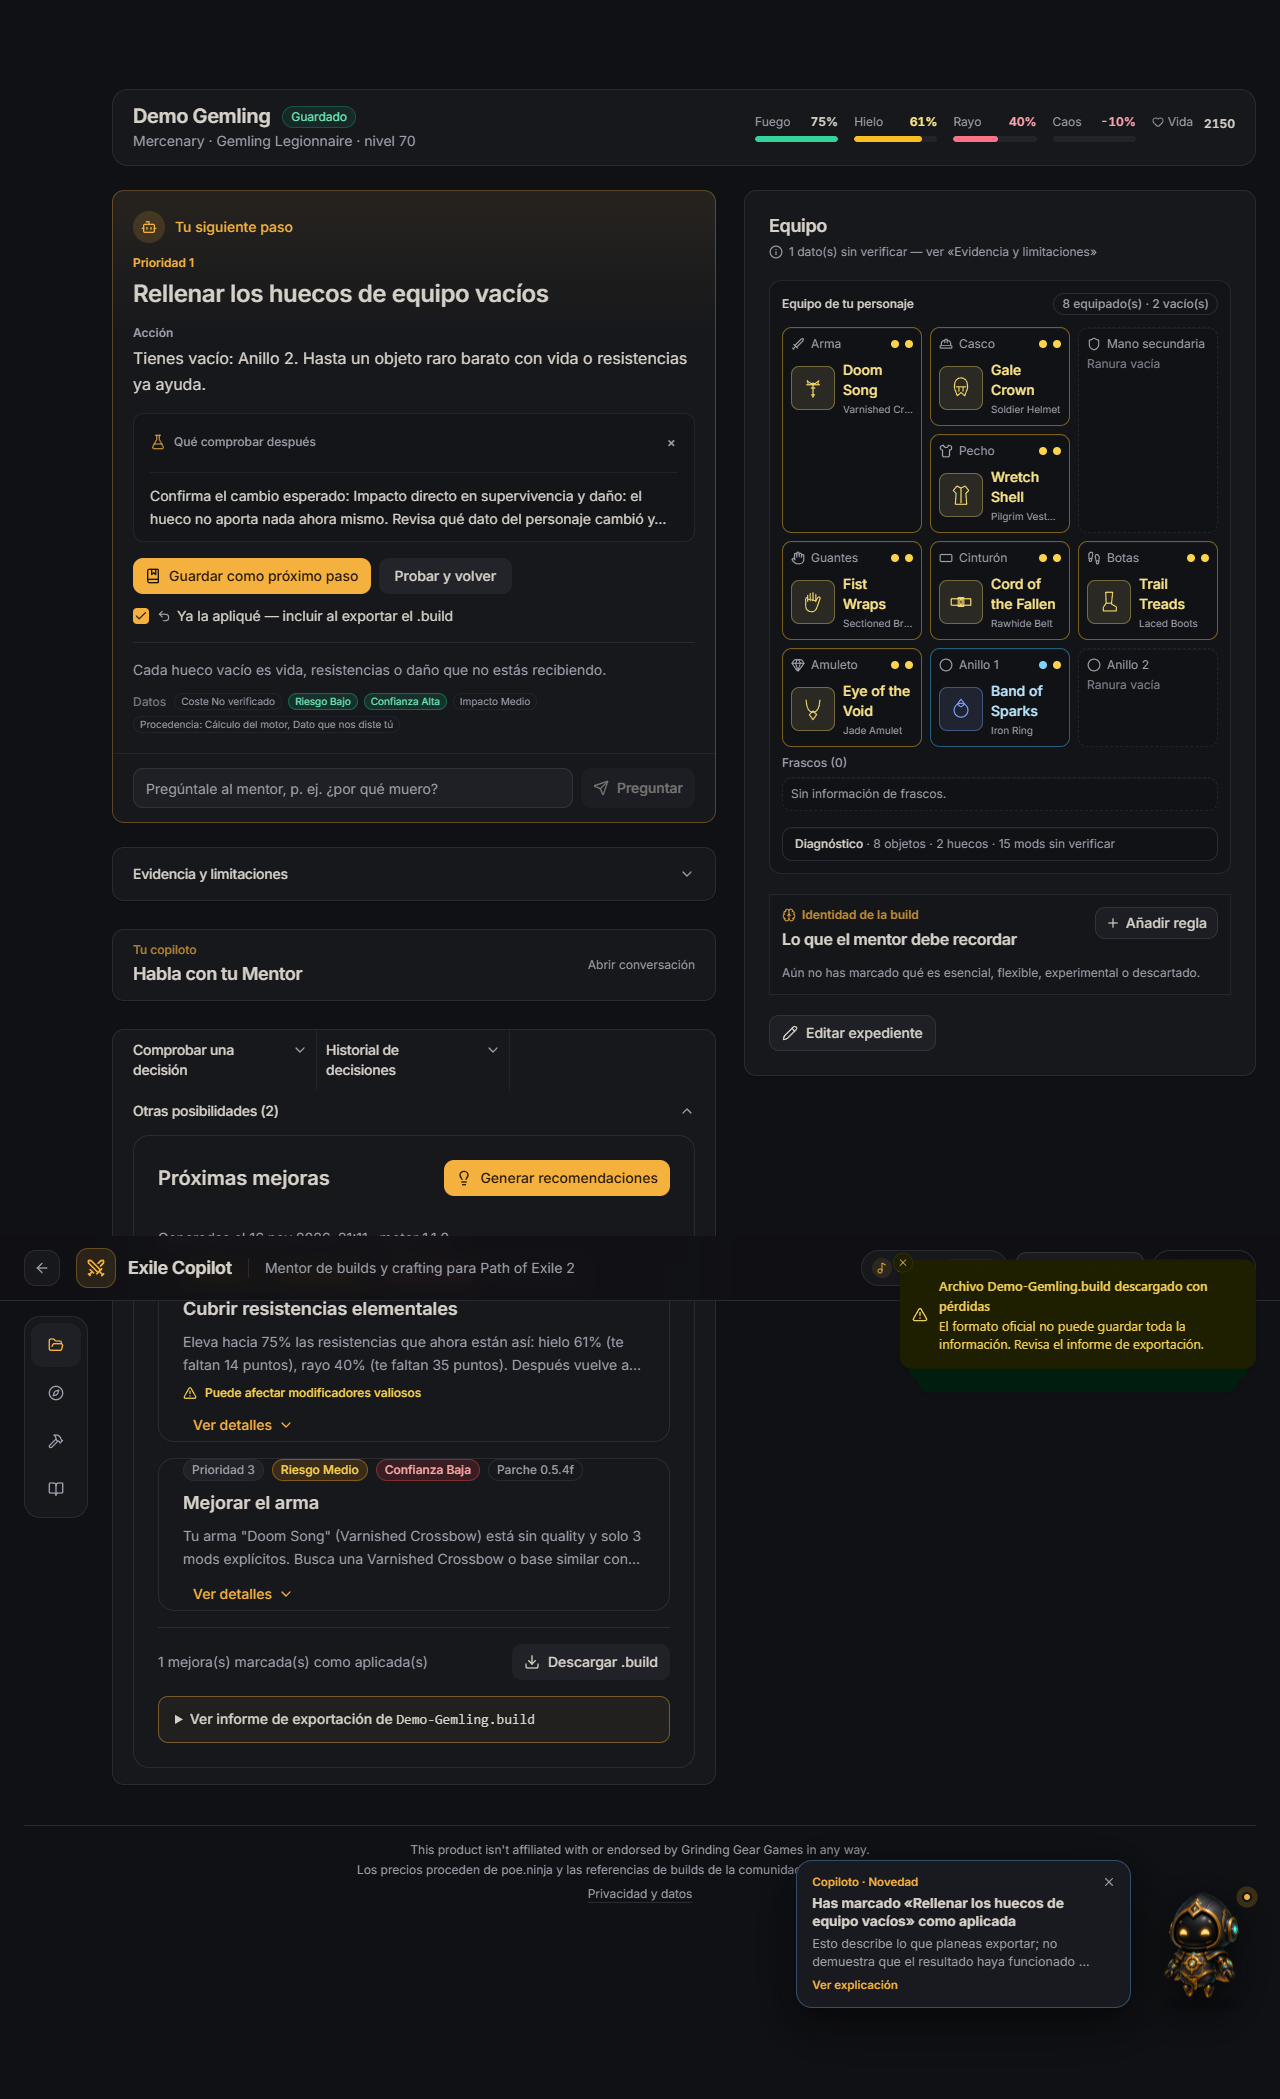 Demo Gemling
Guardado
Mercenary · Gemling Legionnaire · nivel 70
Fuego 75%
Hielo 61%
Rayo 40%
Caos -10%
Vida 2150
Tu siguiente paso
Prioridad 1
Rellenar los huecos de equipo vacíos
Acción
Tienes vacío: Anillo 2. Hasta un objeto raro barato con vida o resistencias
ya ayuda.
Qué comprobar después
×
Confirma el cambio esperado: Impacto directo en supervivencia y daño: el
hueco no aporta nada ahora mismo. Revisa qué dato del personaje cambió y...
Guardar como próximo paso
Probar y volver
Ya la apliqué — incluir al exportar el .build
Cada hueco vacío es vida, resistencias o daño que no estás recibiendo.
Datos
Coste No verificado
Riesgo Bajo
Confianza Alta
Impacto Medio
Procedencia: Cálculo del motor, Dato que nos diste tú
Pregúntale al mentor, p. ej. ¿por qué muero?
Preguntar
Evidencia y limitaciones
Tu copiloto
Habla con tu Mentor
Abrir conversación
Comprobar una
decisión
Historial de
decisiones
Otras posibilidades (2)
Próximas mejoras
Generar recomendaciones
Equipo
1 dato(s) sin verificar — ver «Evidencia y limitaciones»
Equipo de tu personaje
8 equipado(s) · 2 vacío(s)
Arma
Doom
Song
Varnished Cr...
Casco
Gale
Crown
Soldier Helmet
Mano secundaria
Ranura vacía
Pecho
Wretch
Shell
Pilgrim Vest...
Guantes
Fist
Wraps
Sectioned Br...
Cinturón
Cord of
the Fallen
Rawhide Belt
Botas
Trail
Treads
Laced Boots
Amuleto
Eye of the
Void
Jade Amulet
Anillo 1
Band of
Sparks
Iron Ring
Anillo 2
Ranura vacía
Frascos (0)
Sin información de frascos.
Diagnóstico · 8 objetos · 2 huecos · 15 mods sin verificar
Identidad de la build
Lo que el mentor debe recordar
Añadir regla
Aún no has marcado qué es esencial, flexible, experimental o descartado.
Editar expediente
Exile Copilot
Mentor de builds y crafting para Path of Exile 2
Archivo Demo-Gemling.build descargado con
pérdidas
El formato oficial no puede guardar toda la
información. Revisa el informe de exportación.
Cubrir resistencias elementales
Eleva hacia 75% las resistencias que ahora están así: hielo 61% (te
faltan 14 puntos), rayo 40% (te faltan 35 puntos). Después vuelve a...
Puede afectar modificadores valiosos
Ver detalles
Prioridad 3
Riesgo Medio
Confianza Baja
Parche 0.5.4f
Mejorar el arma
Tu arma "Doom Song" (Varnished Crossbow) está sin quality y solo 3
mods explícitos. Busca una Varnished Crossbow o base similar con...
Ver detalles
1 mejora(s) marcada(s) como aplicada(s)
Descargar .build
Ver informe de exportación de Demo-Gemling.build
This product isn't affiliated with or endorsed by Grinding Gear Games in any way.
Los precios proceden de poe.ninja y las referencias de builds de la
Privacidad y datos
Copiloto · Novedad
Has marcado «Rellenar los huecos de
equipo vacíos» como aplicada
Esto describe lo que planeas exportar; no
demuestra que el resultado haya funcionado ...
Ver explicación